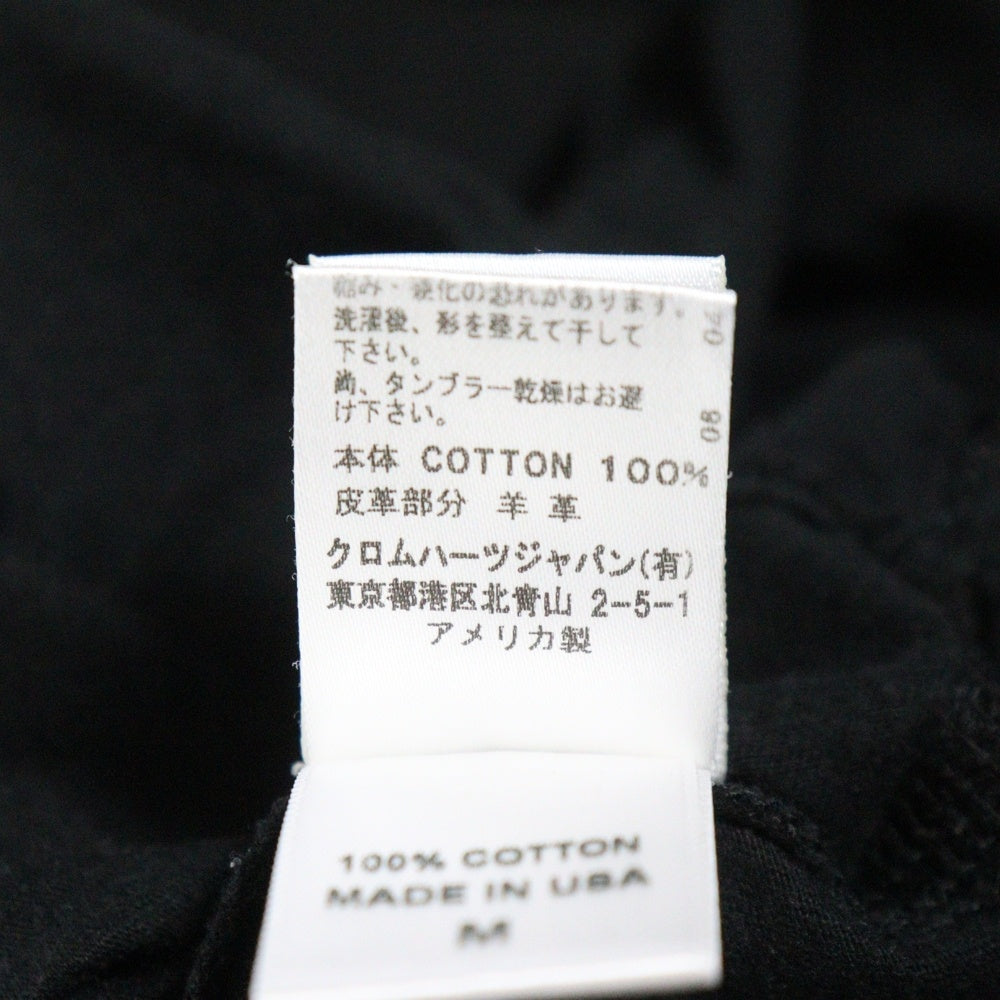 縮み・硬化の恐れがあります。
洗濯後、形を整えて干して
下さい。
尚、タンブラー乾燥はお避
け下さい。
本体 COTTON 100%
皮革部分 羊革
クロムハーツジャパン(有)
東京都港区北青山 2-5-1
アメリカ製
08
100% COTTON
MADE IN USA
M